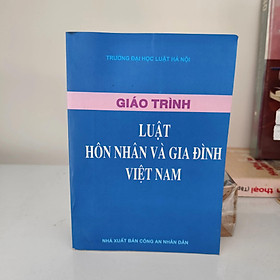 TRƯỜNG ĐẠI HỌC LUẬT HÀ NỘI
GIÁO TRÌNH
LUẬT
HÔN NHÂN VÀ GIA ĐÌNH
VIỆT NAM
NHÀ XUẤT BẢN CÔNG AN NHÂN DÂN
thoại